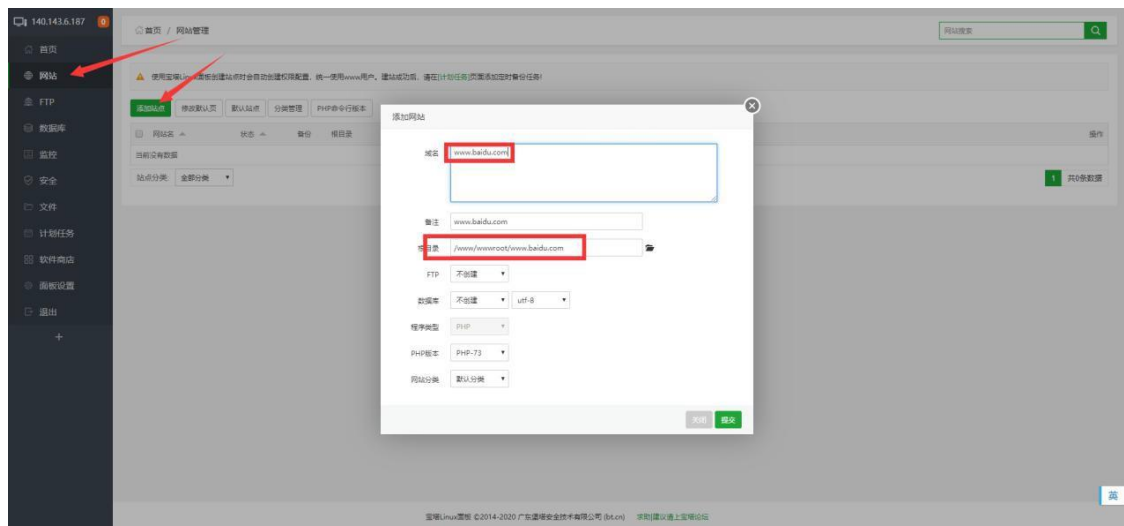 140.143.6.187 0
首页
网站
FTP
数据库
监控
安全
文件
计划任务
软件商店
面板设置
退出
+
首页 / 网站管理
网站搜索
使用宝塔Linux面板创建站点时会自动创建权限配置，统一使用www用户。建站成功后，请在[计划任务]页面添加定时备份任务!
添加站点 修改默认页 默认站点 分类管理 PHP命令行版本
网站名 状态 备份 根目录 操作
当前没有数据
站点分类: 全部分类 1 共0条数据
添加网站
域名 www.baidu.com
备注 www.baidu.com
根目录 /www/wwwroot/www.baidu.com
FTP 不创建
数据库 不创建 utf-8
程序类型 PHP
PHP版本 PHP-73
网站分类 默认分类
关闭 提交
英
宝塔Linux面板 ©2014-2020 广东堡塔安全技术有限公司 (bt.cn) 求助|建议请上宝塔论坛